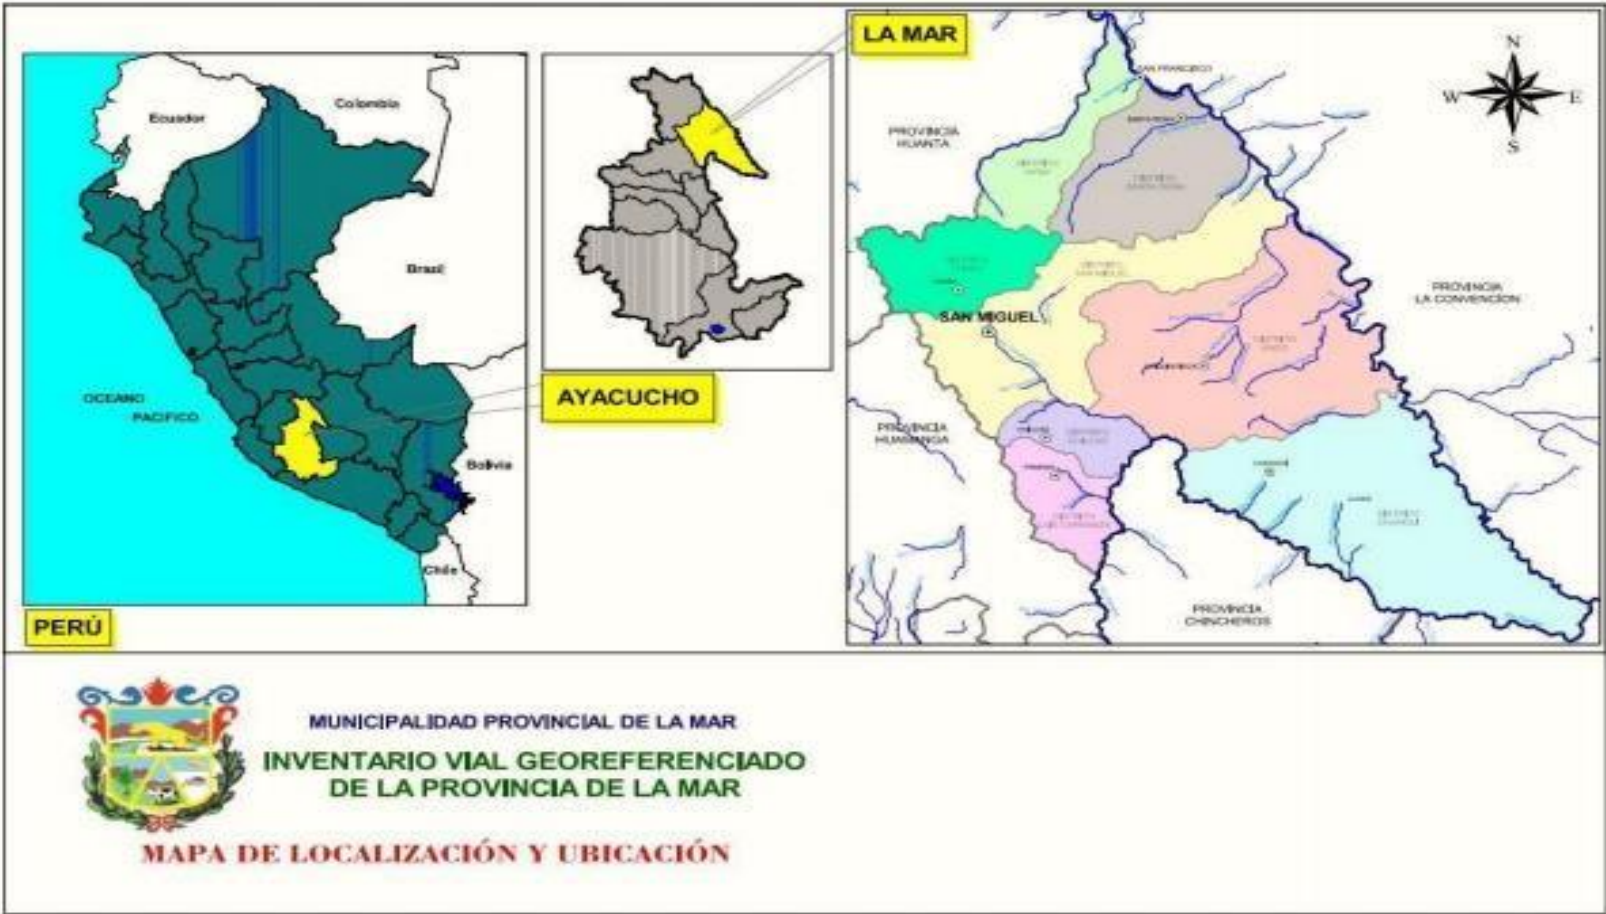 LA MAR
N
W
E
S
Ecuador
Colombia
Brazil
OCEANO
PACIFICO
Bolivia
Chile
PERÚ
AYACUCHO
SAN FRANCISCO
PROVINCIA
HUANTA
PROVINCIA
LA CONVENCION
SAN MIGUEL
PROVINCIA
HUAMANGA
PROVINCIA
CHINCHEROS
MUNICIPALIDAD PROVINCIAL DE LA MAR
INVENTARIO VIAL GEOREFERENCIADO
DE LA PROVINCIA DE LA MAR
MAPA DE LOCALIZACIÓN Y UBICACIÓN